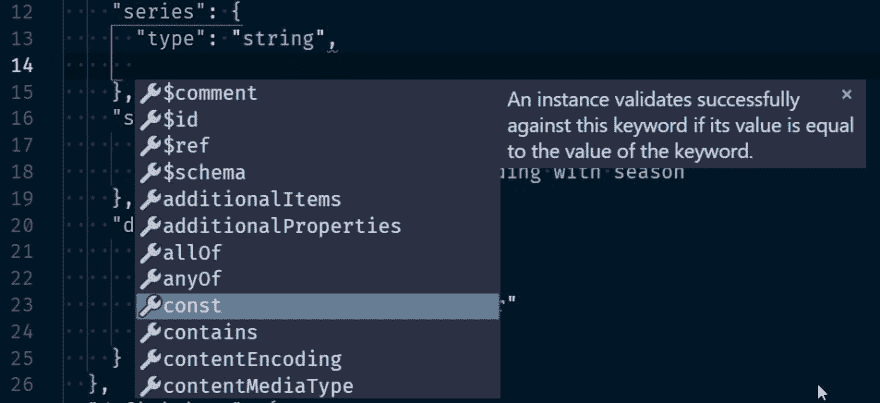 12 "series": {
13 "type": "string",
14
15 },
$comment
An instance validates successfully ×
against this keyword if its value is equal
to the value of the keyword.
16 "s
$id
17
$ref
18
$schema
with season
19 },
additionalItems
20 "d
additionalProperties
21
allOf
22
anyOf
23
const
"
24
contains
25 }
contentEncoding
26 },
contentMediaType